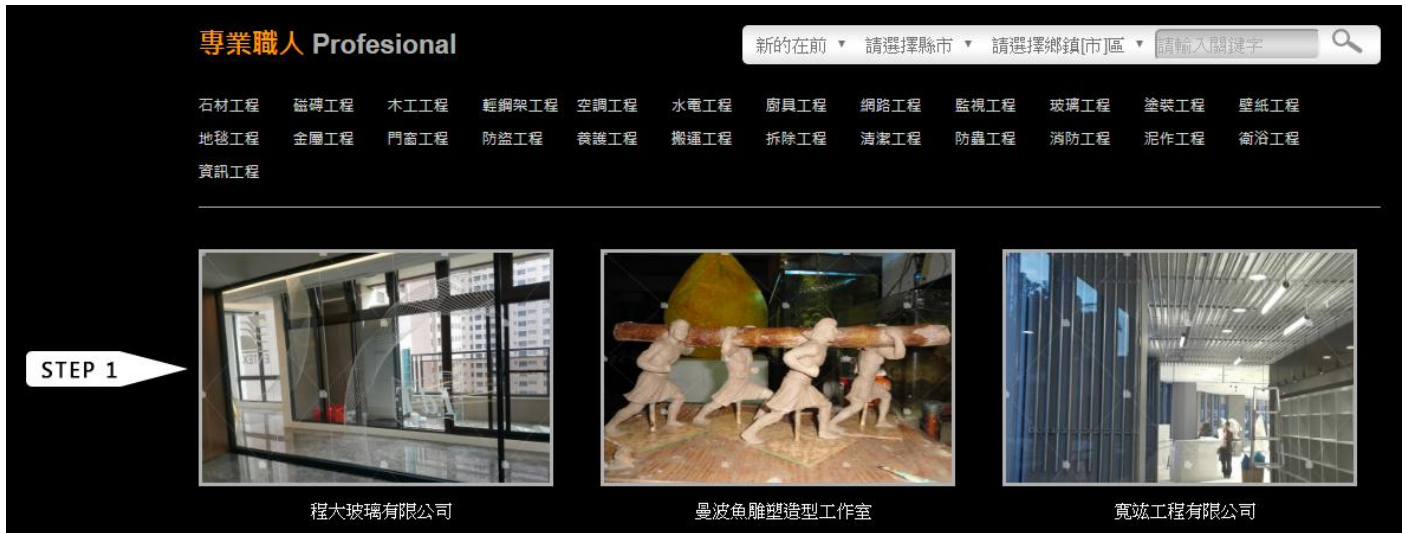 專業職人 Profesional
新的在前 ▼ 請選擇縣市 ▼ 請選擇鄉鎮[市]區 ▼ 請輸入關鍵字
石材工程 磁磚工程 木工工程 輕鋼架工程 空調工程 水電工程 廚具工程 網路工程 監視工程 玻璃工程 塗裝工程 壁紙工程
地毯工程 金屬工程 門窗工程 防盜工程 養護工程 搬運工程 拆除工程 清潔工程 防蟲工程 消防工程 泥作工程 衛浴工程
資訊工程
STEP 1
程大玻璃有限公司 曼波魚雕塑造型工作室 寬竑工程有限公司